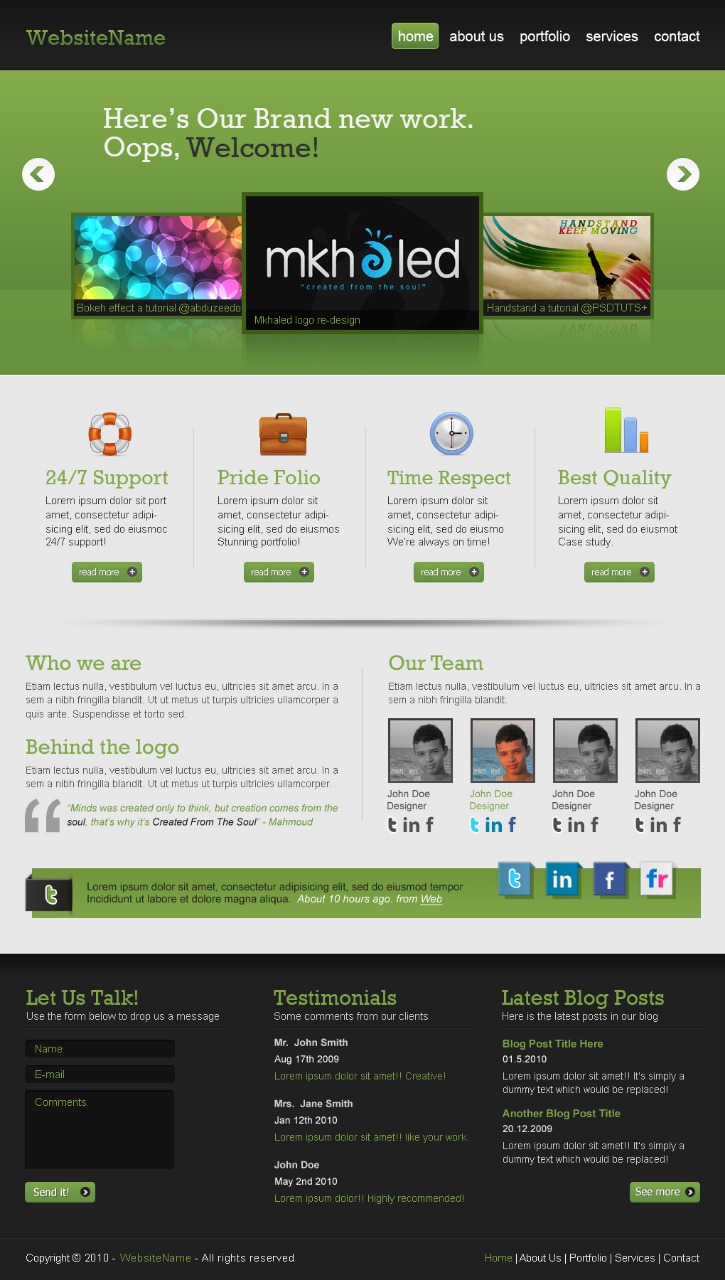 WebsiteName
home about us portfolio services contact
Here's Our Brand new work.
Oops, Welcome!
HANDSTAND
KEEP MOVING
mkhaled
"created from the soul"
Bokeh effect a tutorial @abduzeedo
Mkhaled logo re-design
Handstand a tutorial @PSDTUTS+
24/7 Support
Lorem ipsum dolor sit port
amet, consectetur adipi-
sicing elit, sed do eiusmoc
24/7 support!
read more
Pride Folio
Lorem ipsum dolor sit
amet, consectetur adipi-
sicing elit, sed do eiusmos
Stunning portfolio!
read more
Time Respect
Lorem ipsum dolor sit
amet, consectetur adipi-
sicing elit, sed do eiusmo
We're always on time!
read more
Best Quality
Lorem ipsum dolor sit
amet, consectetur adipi-
sicing elit, sed do eiusmot
Case study.
read more
Who we are
Etiam lectus nulla, vestibulum vel luctus eu, ultricies sit amet arcu. In a
sem a nibh fringilla blandit. Ut ut metus ut turpis ultricies ullamcorper a
quis ante. Suspendisse et torto sed.
Behind the logo
Etiam lectus nulla, vestibulum vel luctus eu, ultricies sit amet arcu. In a
sem a nibh fringilla blandit. Ut ut metus ut turpis ultricies ullamcorper.
"Minds was created only to think, but creation comes from the
soul, that's why it's Created From The Soul" - Mahmoud
Our Team
Etiam lectus nulla, vestibulum vel luctus eu, ultricies sit amet arcu. In a
sem a nibh fringilla blandit.
John Doe
Designer
t in f
John Doe
Designer
t in f
John Doe
Designer
t in f
John Doe
Designer
t in f
t
Lorem ipsum dolor sit amet, consectetur adipisicing elit, sed do eiusmod tempor
Incididunt ut labore et dolore magna aliqua. About 10 hours ago. from Web
t in f fr
Let Us Talk!
Use the form below to drop us a message
Name
E-mail
Comments
Send it!
Testimonials
Some comments from our clients
Mr. John Smith
Aug 17th 2009
Lorem ipsum dolor sit amet!! Creative!
Mrs. Jane Smith
Jan 12th 2010
Lorem ipsum dolor sit amet!! like your work.
John Doe
May 2nd 2010
Lorem ipsum dolor!! Highly recommended!
Latest Blog Posts
Here is the latest posts in our blog
Blog Post Title Here
01.5.2010
Lorem ipsum dolor sit amet!! It's simply a
dummy text which would be replaced!
Another Blog Post Title
20.12.2009
Lorem ipsum dolor sit amet!! It's simply a
dummy text which would be replaced!
See more
Copyright © 2010 - WebsiteName - All rights reserved
Home | About Us | Portfolio | Services | Contact